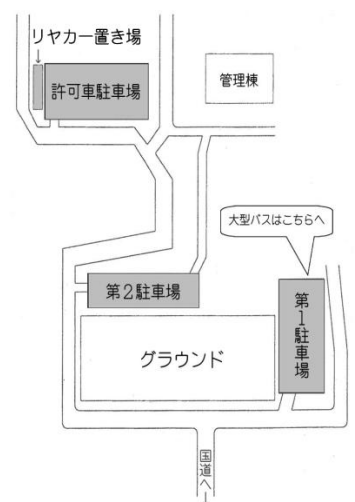 リヤカー置き場
↓
許可車駐車場
管理棟
大型バスはこちらへ
第2駐車場
第1駐車場
グラウンド
国道へ